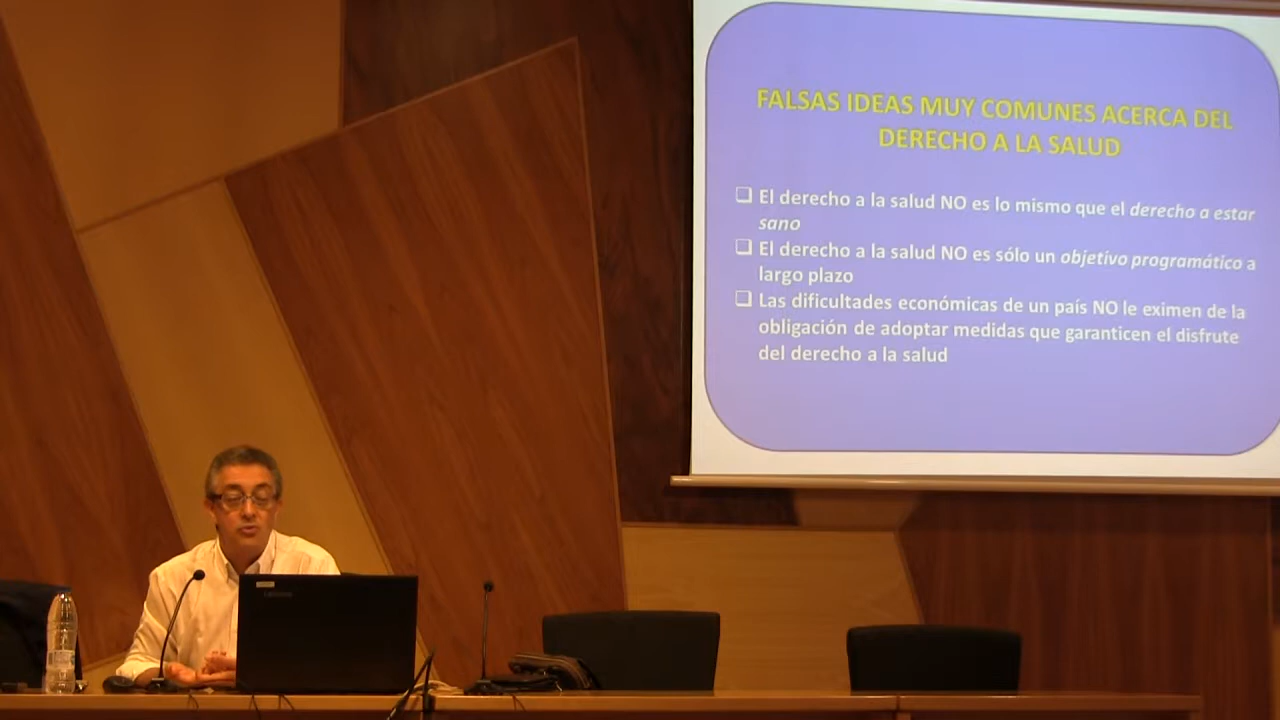 FALSAS IDEAS MUY COMUNES ACERCA DEL
DERECHO A LA SALUD
El derecho a la salud NO es lo mismo que el derecho a estar
sano
El derecho a la salud NO es sólo un objetivo programático a
largo plazo
Las dificultades económicas de un país NO le eximen de la
obligación de adoptar medidas que garanticen el disfrute
del derecho a la salud